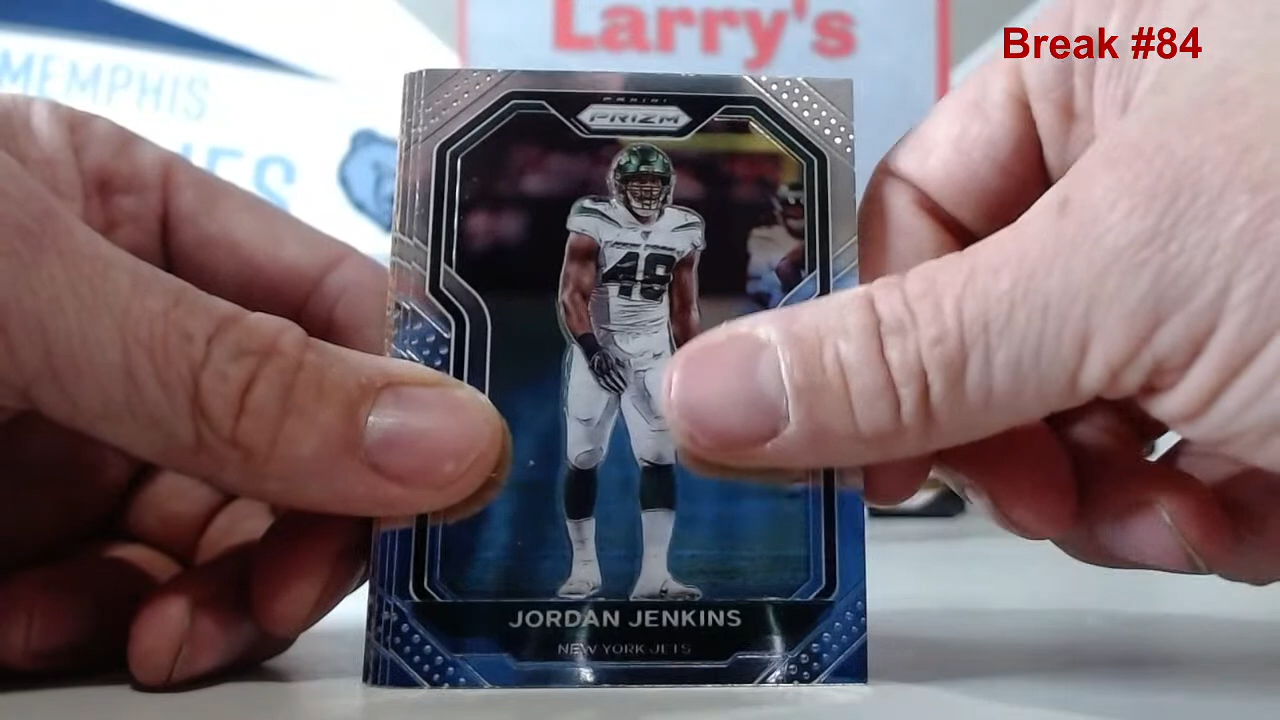 Larry's
Break #84
MEMPHIS
PANINI
PRIZM
48
JORDAN JENKINS
NEW YORK JETS